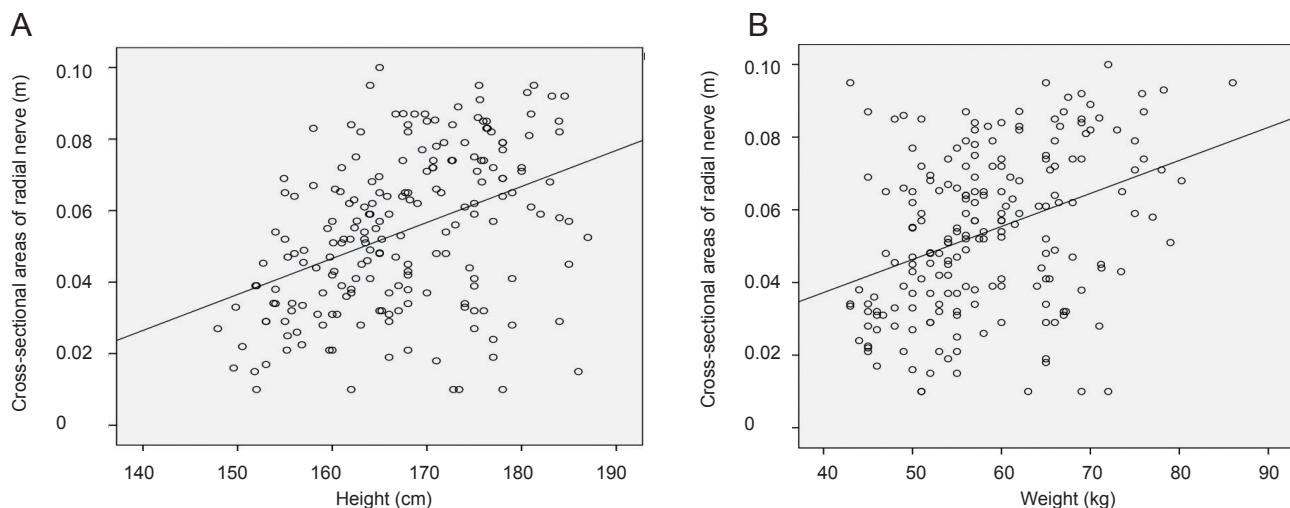 A
Cross-sectional areas of radial nerve (m)
0.10
0.08
0.06
0.04
0.02
0
140 150 160 170 180 190
Height (cm)
B
Cross-sectional areas of radial nerve (m)
0.10
0.08
0.06
0.04
0.02
0
40 50 60 70 80 90
Weight (kg)